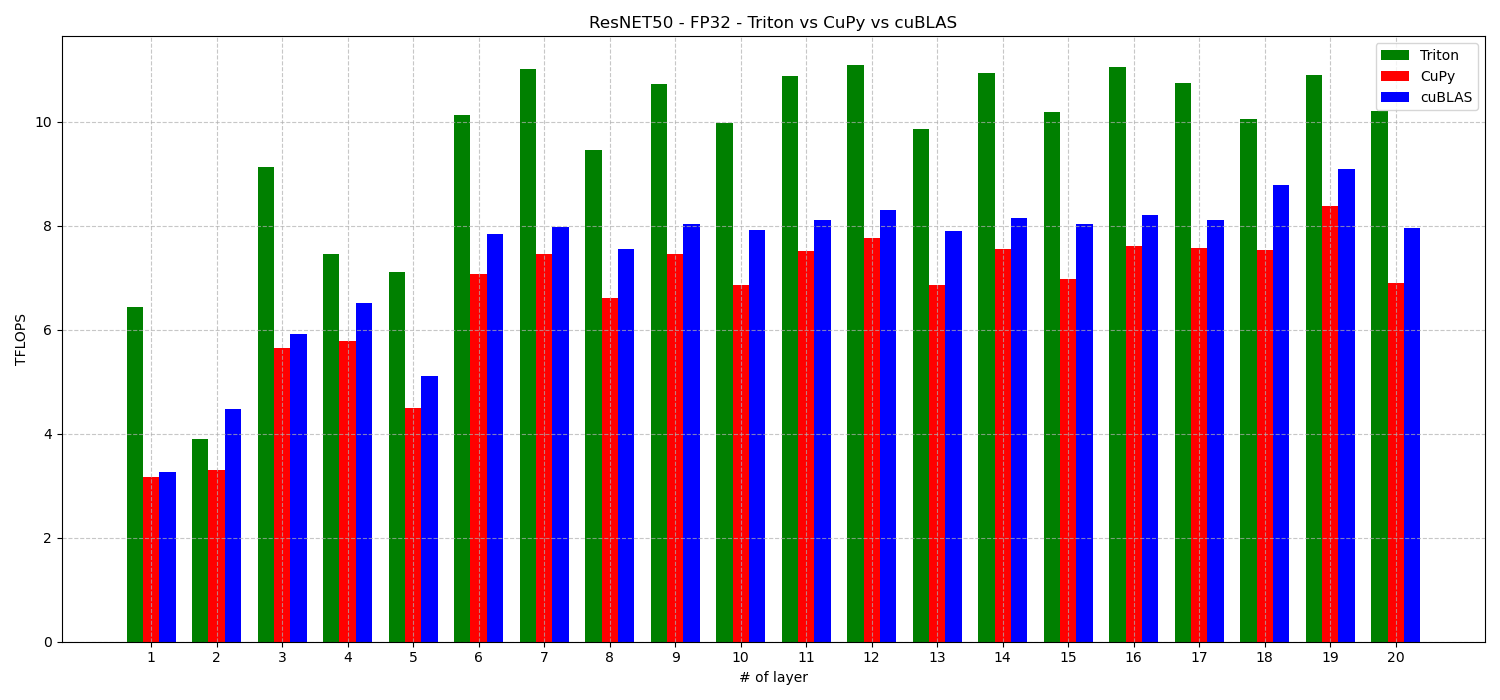 ResNET50 - FP32 - Triton vs CuPy vs cuBLAS
Triton
CuPy
cuBLAS
TFLOPS
10
8
6
4
2
0
1 2 3 4 5 6 7 8 9 10 11 12 13 14 15 16 17 18 19 20
# of layer